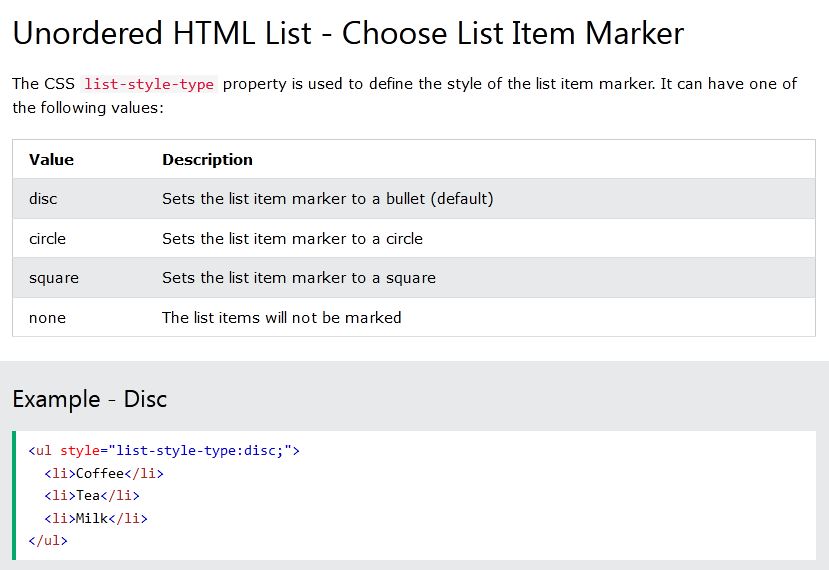 Unordered HTML List - Choose List Item Marker
The CSS list-style-type property is used to define the style of the list item marker. It can have one of
the following values:
Value Description
disc Sets the list item marker to a bullet (default)
circle Sets the list item marker to a circle
square Sets the list item marker to a square
none The list items will not be marked
Example - Disc
<ul style="list-style-type:disc;">
  <li>Coffee</li>
  <li>Tea</li>
  <li>Milk</li>
</ul>